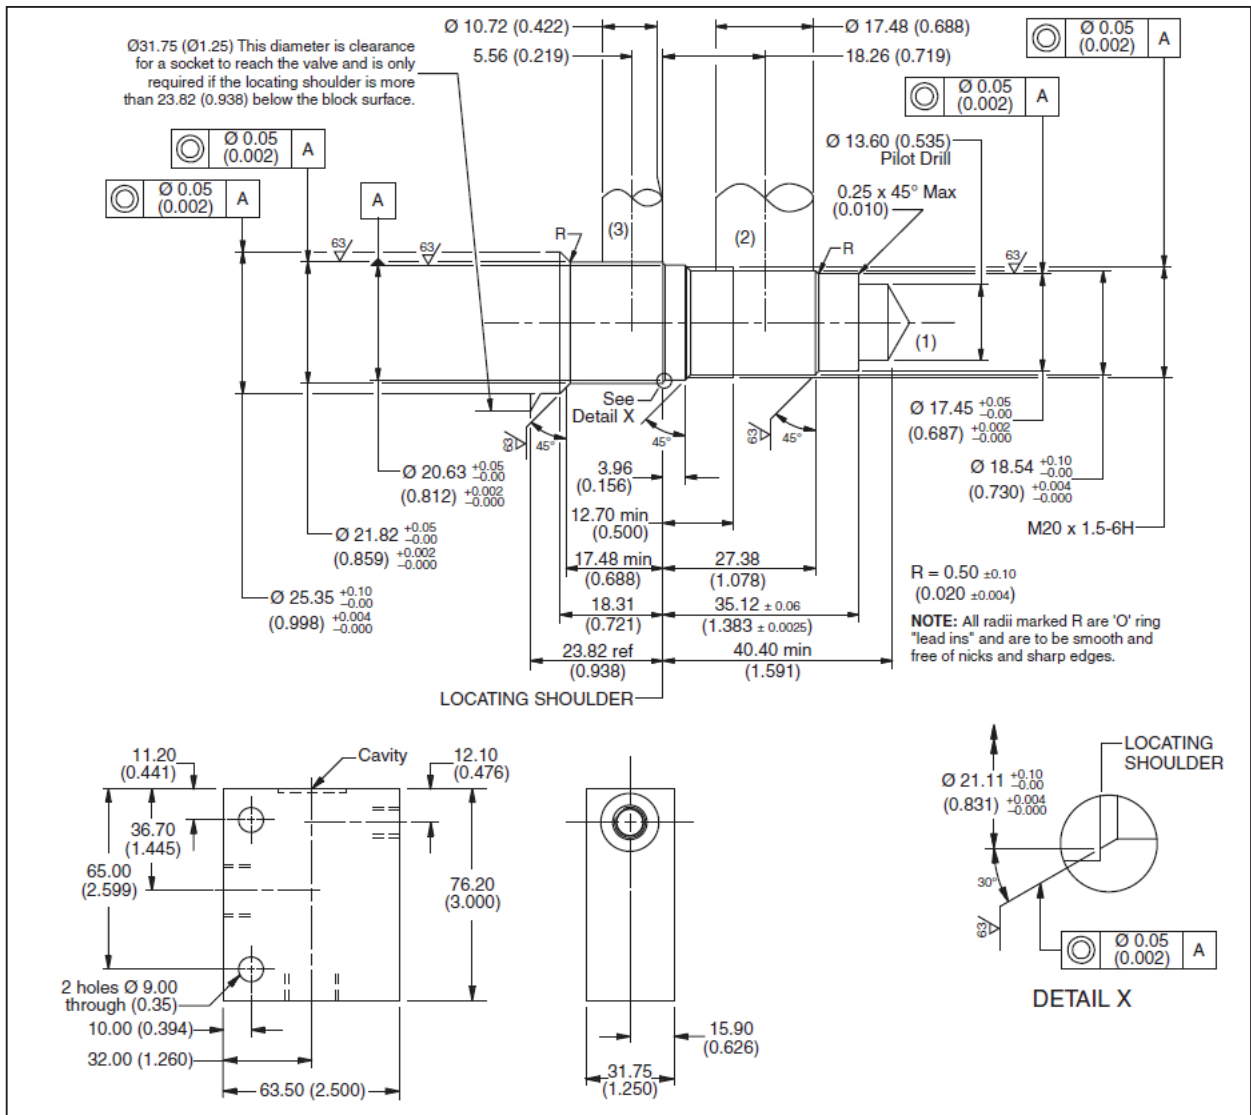 Ø31.75 (Ø1.25) This diameter is clearance
for a socket to reach the valve and is only
required if the locating shoulder is more
than 23.82 (0.938) below the block surface.
Ø 10.72 (0.422)
5.56 (0.219)
Ø 17.48 (0.688)
18.26 (0.719)
Ø 0.05
(0.002)
A
Ø 0.05
(0.002)
A
Ø 0.05
(0.002)
A
Ø 0.05
(0.002)
A
A
Ø 13.60 (0.535)
Pilot Drill
0.25 x 45° Max
(0.010)
63
63
R
(3)
(2)
R
63
(1)
See
Detail X
63
45°
45°
63
45°
Ø 20.63 +0.05 –0.00
(0.812) +0.002 –0.000
Ø 21.82 +0.05 –0.00
(0.859) +0.002 –0.000
Ø 25.35 +0.10 –0.00
(0.998) +0.004 –0.000
3.96
(0.156)
12.70 min
(0.500)
17.48 min
(0.688)
27.38
(1.078)
18.31
(0.721)
35.12 ± 0.06
(1.383 ± 0.0025)
23.82 ref
(0.938)
40.40 min
(1.591)
LOCATING SHOULDER
Ø 17.45 +0.05 –0.00
(0.687) +0.002 –0.000
Ø 18.54 +0.10 –0.00
(0.730) +0.004 –0.000
M20 x 1.5-6H
R = 0.50 ±0.10
(0.020 ±0.004)
NOTE: All radii marked R are 'O' ring
"lead ins" and are to be smooth and
free of nicks and sharp edges.
11.20
(0.441)
Cavity
12.10
(0.476)
36.70
(1.445)
65.00
(2.599)
76.20
(3.000)
2 holes Ø 9.00
through (0.35)
10.00 (0.394)
32.00 (1.260)
63.50 (2.500)
15.90
(0.626)
31.75
(1.250)
LOCATING
SHOULDER
Ø 21.11 +0.10 –0.00
(0.831) +0.004 –0.000
30°
63
Ø 0.05
(0.002)
A
DETAIL X